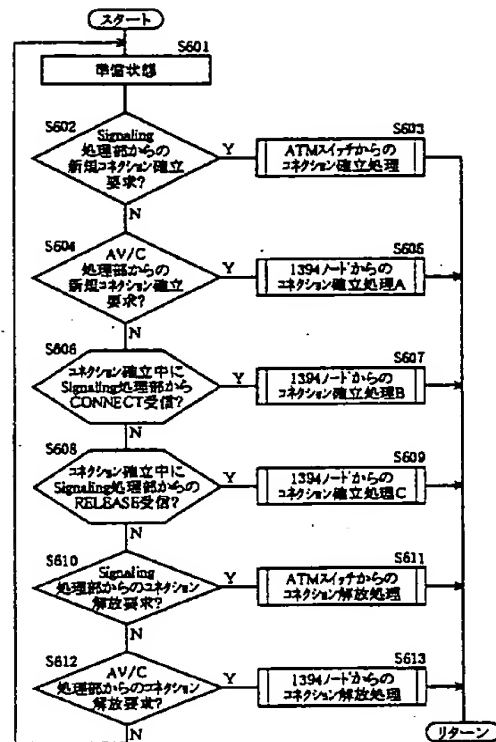 スタート
S601
準備状態
S602
Signaling
処理部からの
新規コネクション確立
要求?
Y
S603
ATMスイッチからの
コネクション確立処理
N
S604
AV/C
処理部からの
新規コネクション確立
要求?
Y
S605
1394ノードからの
コネクション確立処理A
N
S606
コネクション確立中に
Signaling処理部から
CONNECT受信?
Y
S607
1394ノードからの
コネクション確立処理B
N
S608
コネクション確立中に
Signaling処理部からの
RELEASE受信?
Y
S609
1394ノードからの
コネクション確立処理C
N
S610
Signaling
処理部からのコネクション
解放要求?
Y
S611
ATMスイッチからの
コネクション解放処理
N
S612
AV/C
処理部からのコネクション
解放要求?
Y
S613
1394ノードからの
コネクション解放処理
N
リターン